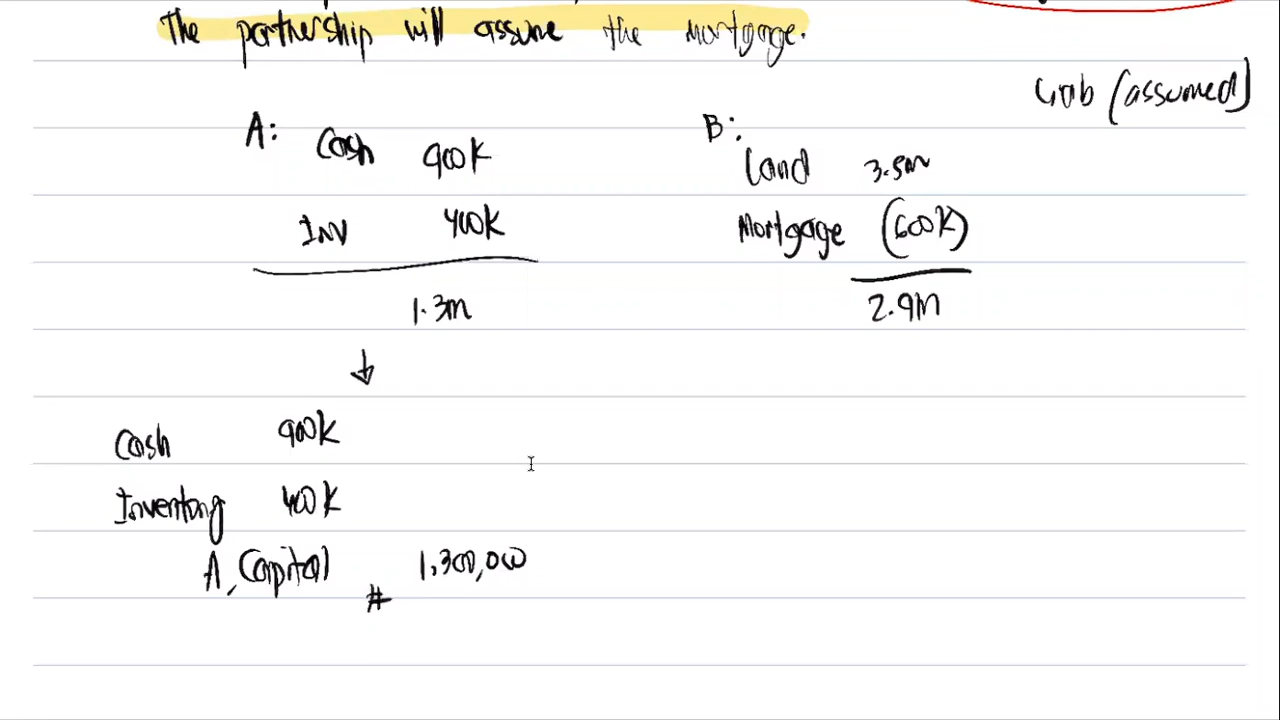 The partnership will assume the mortgage.
Liab (assumed)
A: Cash 900K
Inv 400K
1.3m
B: Land 3.5m
Mortgage (600K)
2.9M
Cash 900K
Inventory 400K
A, Capital 1,300,000
#